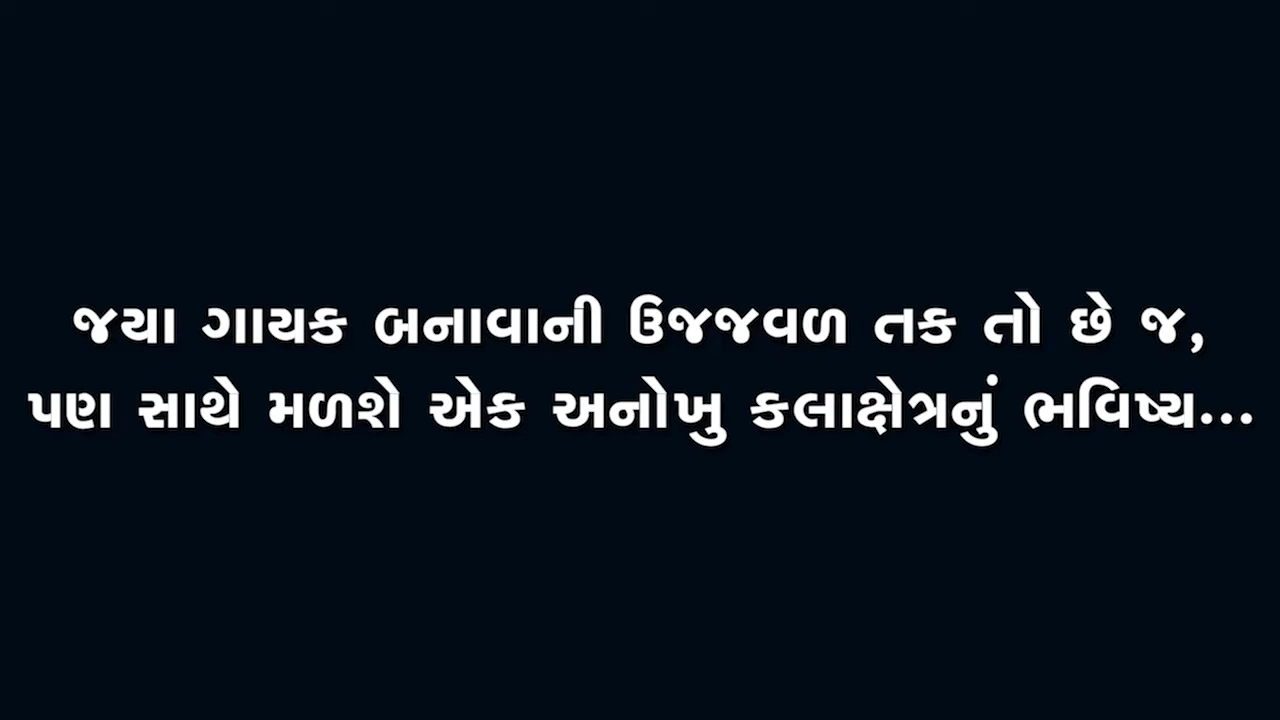 જયા ગાયક બનાવાની ઉજજવળ તક તો છે જ,
પણ સાથે મળશે એક અનોખુ કલાક્ષેત્રનું ભવિષ્ય...